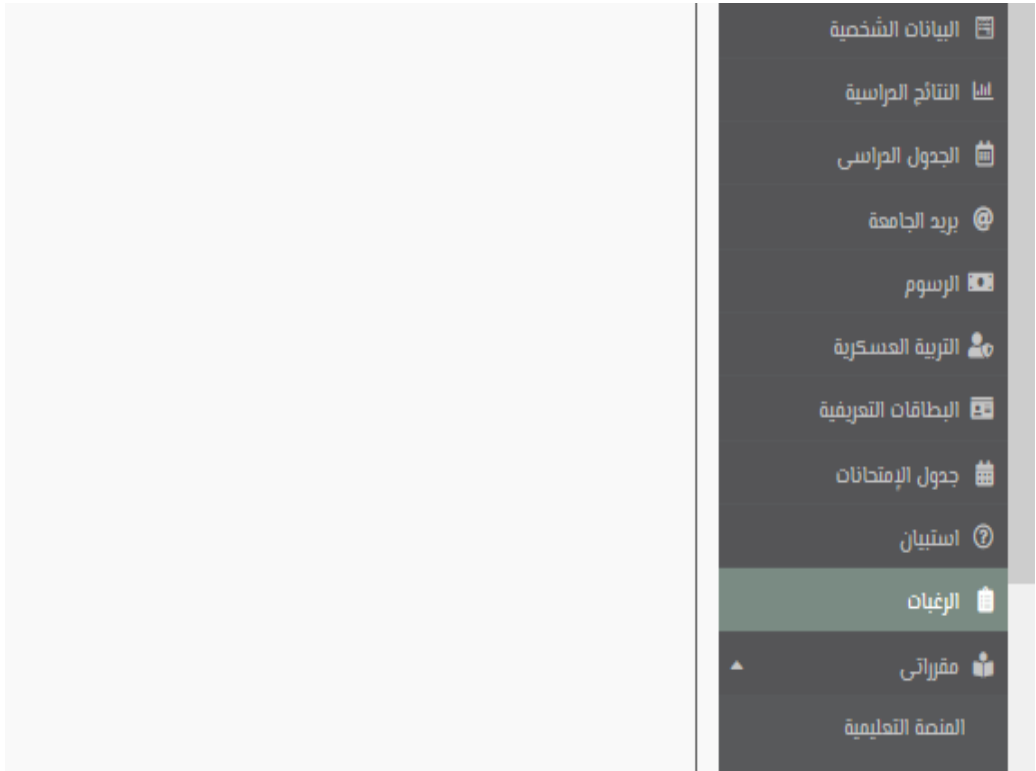 البيانات الشخصية
النتائج الدراسية
الجدول الدراسى
@ بريد الجامعة
الرسوم
التربية العسكرية
البطاقات التعريفية
جدول الإمتحانات
استبيان
الرغبات
مقرراتى
المنصة التعليمية